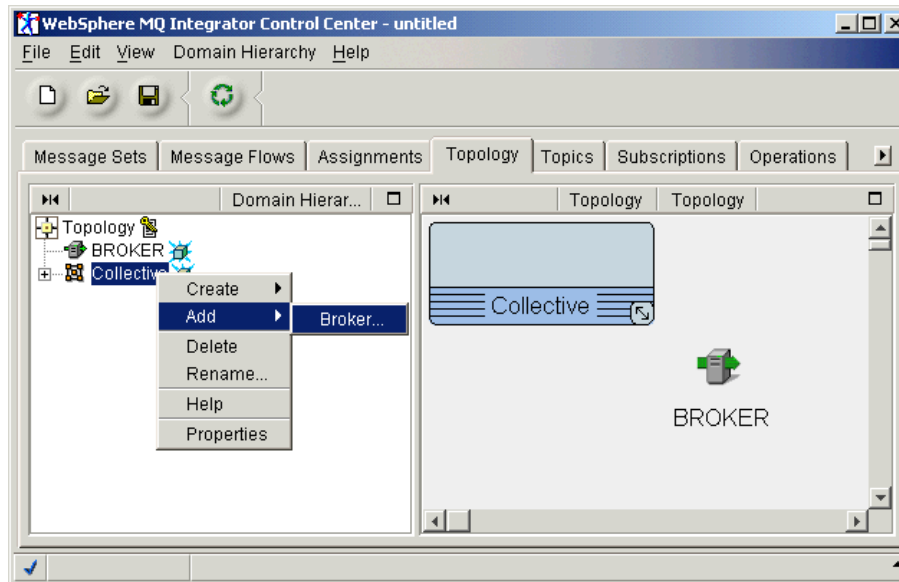 WebSphere MQ Integrator Control Center - untitled
File Edit View Domain Hierarchy Help
Message Sets Message Flows Assignments Topology Topics Subscriptions Operations
Domain Hierar... Topology Topology
Topology
BROKER
Collective
Create
Add Broker...
Delete
Rename...
Help
Properties
Collective
BROKER